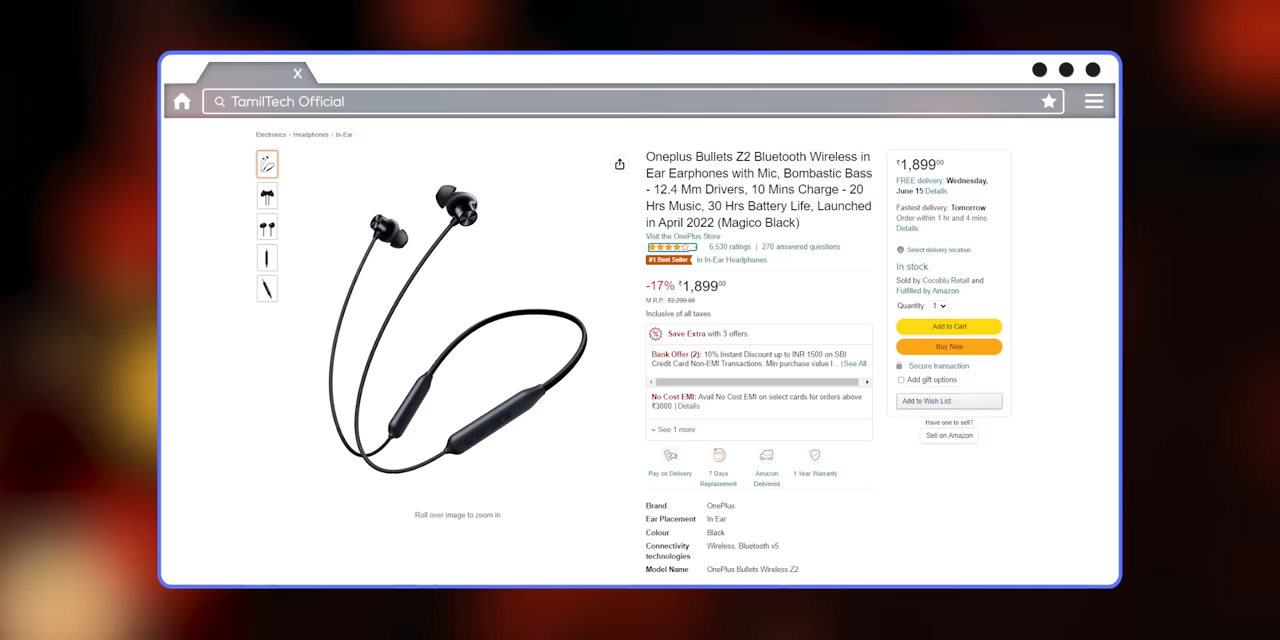 X
TamilTech Official
Electronics › Headphones › In-Ear
Oneplus Bullets Z2 Bluetooth Wireless in
Ear Earphones with Mic, Bombastic Bass
- 12.4 Mm Drivers, 10 Mins Charge - 20
Hrs Music, 30 Hrs Battery Life, Launched
in April 2022 (Magico Black)
Visit the OnePlus Store
6,530 ratings | 270 answered questions
#1 Best Seller in In-Ear Headphones
-17% ₹1,89900
M.R.P.: ₹2,299.00
Inclusive of all taxes
Save Extra with 3 offers
Bank Offer (2): 10% Instant Discount up to INR 1500 on SBI
Credit Card Non-EMI Transactions. Min purchase value I... | See All
No Cost EMI: Avail No Cost EMI on select cards for orders above
₹3000 | Details
See 1 more
Pay on Delivery
7 Days
Replacement
Amazon
Delivered
1 Year Warranty
Brand OnePlus
Ear Placement In Ear
Colour Black
Connectivity
technologies
Wireless, Bluetooth v5
Model Name OnePlus Bullets Wireless Z2
Roll over image to zoom in
₹1,89900
FREE delivery: Wednesday,
June 15 Details
Fastest delivery: Tomorrow
Order within 1 hr and 4 mins
Details
Select delivery location
In stock.
Sold by Cocoblu Retail and
Fulfilled by Amazon
Quantity 1
Add to Cart
Buy Now
Secure transaction
Add gift options
Add to Wish List
Have one to sell?
Sell on Amazon